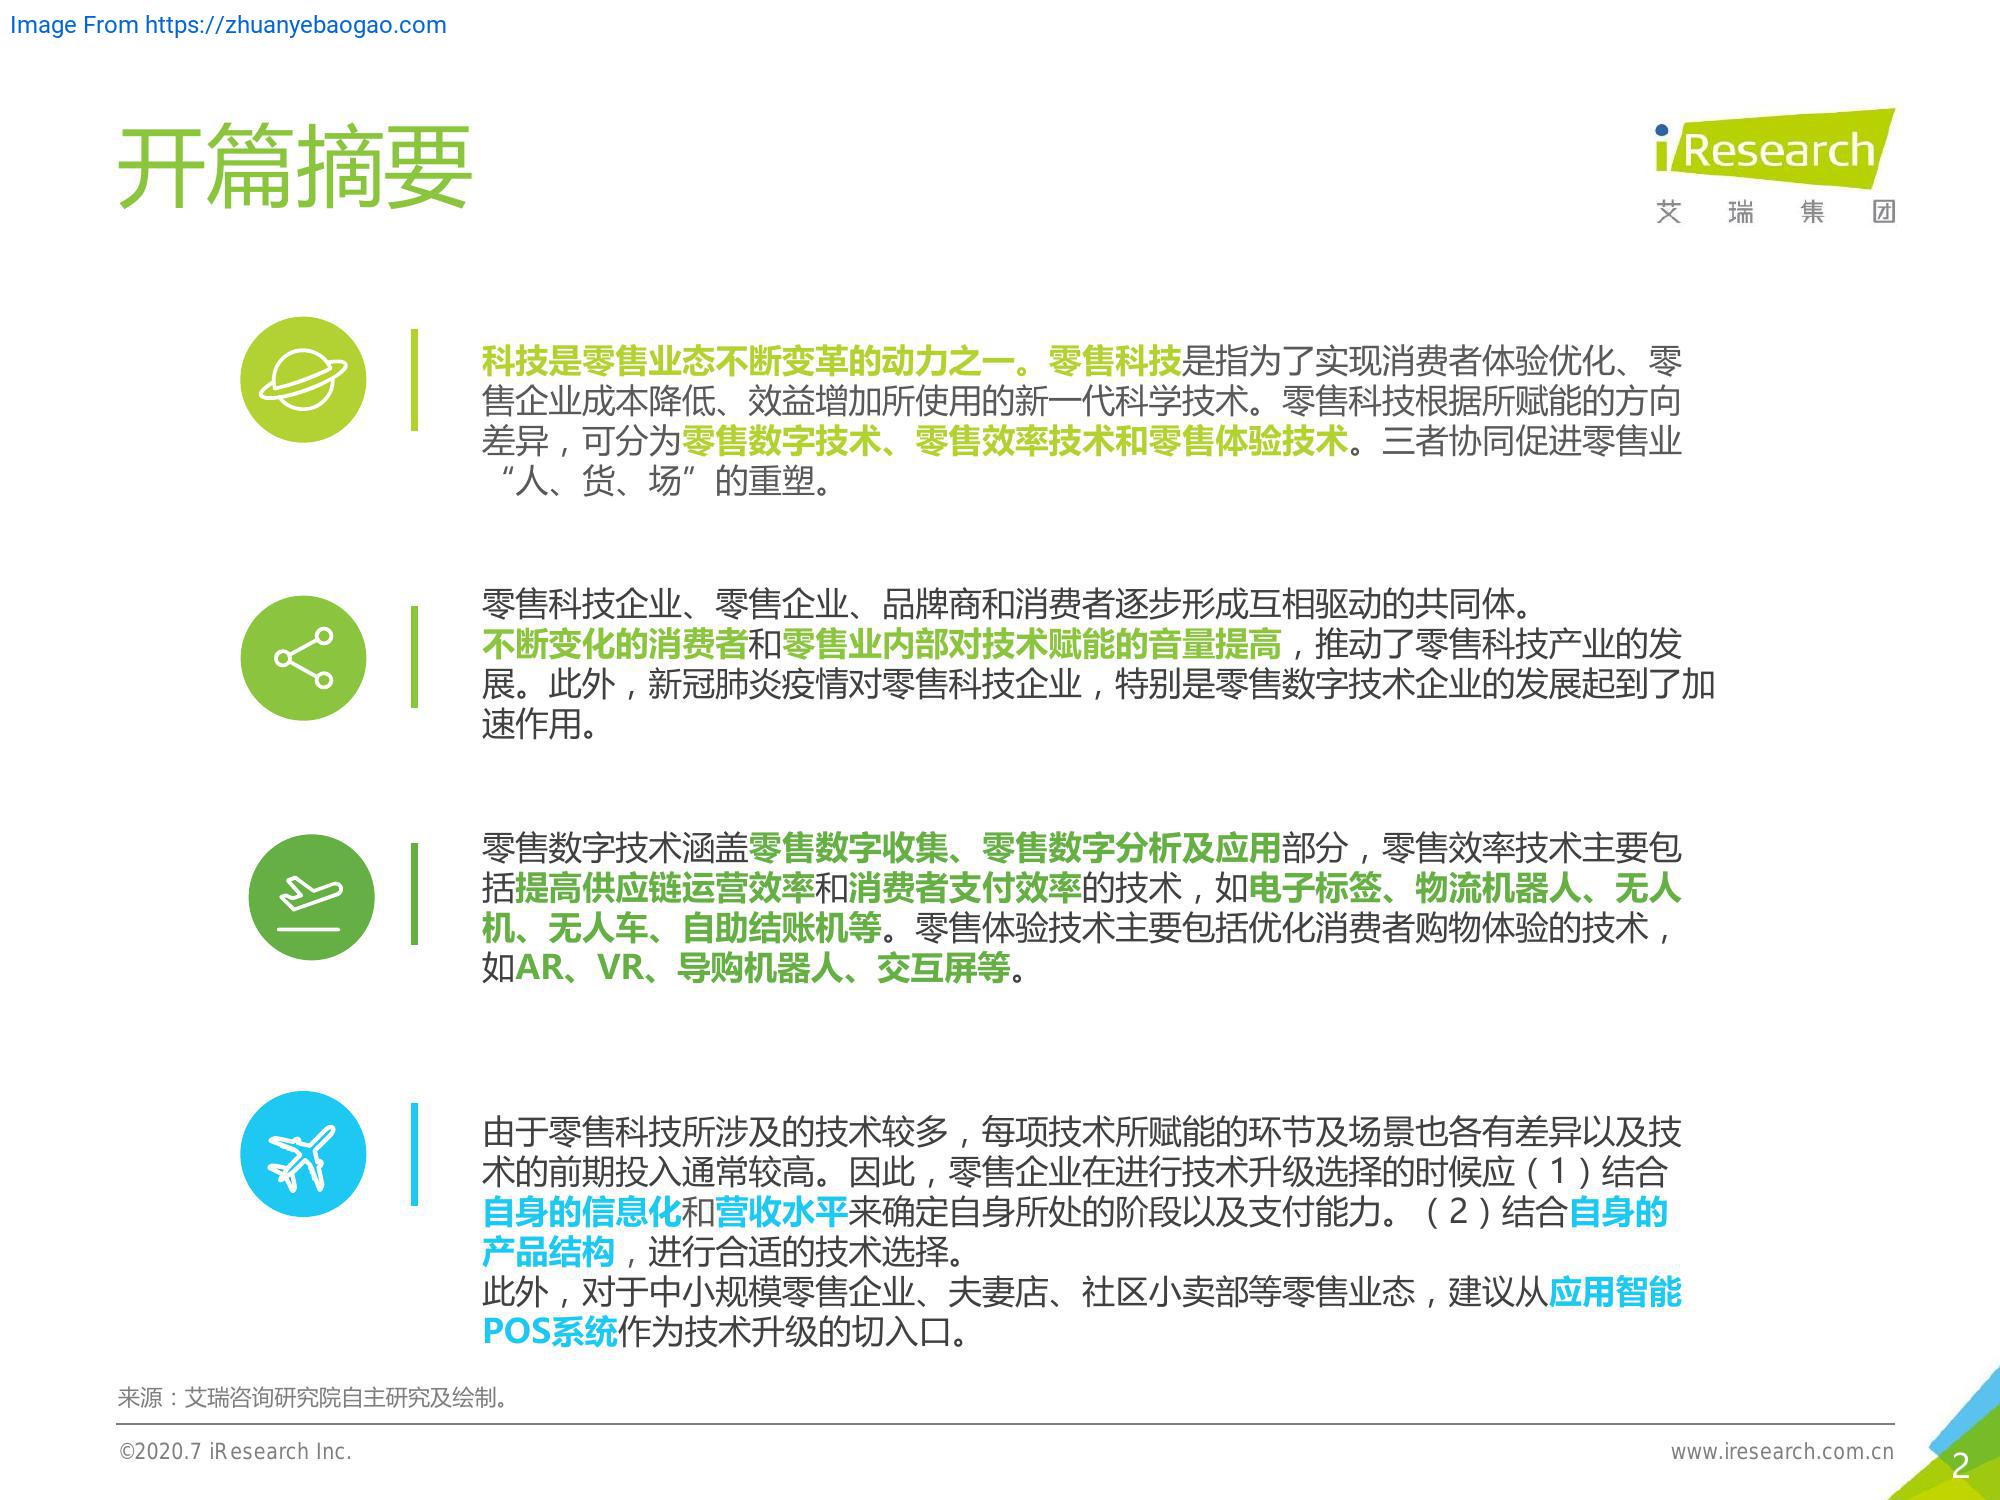 Image From https://zhuanyebaogao.com
开篇摘要
iResearch
艾瑞集团
科技是零售业态不断变革的动力之一。零售科技是指为了实现消费者体验优化、零
售企业成本降低、效益增加所使用的新一代科学技术。零售科技根据所赋能的方向
差异，可分为零售数字技术、零售效率技术和零售体验技术。三者协同促进零售业
“人、货、场”的重塑。
零售科技企业、零售企业、品牌商和消费者逐步形成互相驱动的共同体。
不断变化的消费者和零售业内部对技术赋能的音量提高，推动了零售科技产业的发
展。此外，新冠肺炎疫情对零售科技企业，特别是零售数字技术企业的发展起到了加
速作用。
零售数字技术涵盖零售数字收集、零售数字分析及应用部分，零售效率技术主要包
括提高供应链运营效率和消费者支付效率的技术，如电子标签、物流机器人、无人
机、无人车、自助结账机等。零售体验技术主要包括优化消费者购物体验的技术，
如AR、VR、导购机器人、交互屏等。
由于零售科技所涉及的技术较多，每项技术所赋能的环节及场景也各有差异以及技
术的前期投入通常较高。因此，零售企业在进行技术升级选择的时候应（1）结合
自身的信息化和营收水平来确定自身所处的阶段以及支付能力。（2）结合自身的
产品结构，进行合适的技术选择。
此外，对于中小规模零售企业、夫妻店、社区小卖部等零售业态，建议从应用智能
POS系统作为技术升级的切入口。
来源：艾瑞咨询研究院自主研究及绘制。
©2020.7 iResearch Inc.
www.iresearch.com.cn
2